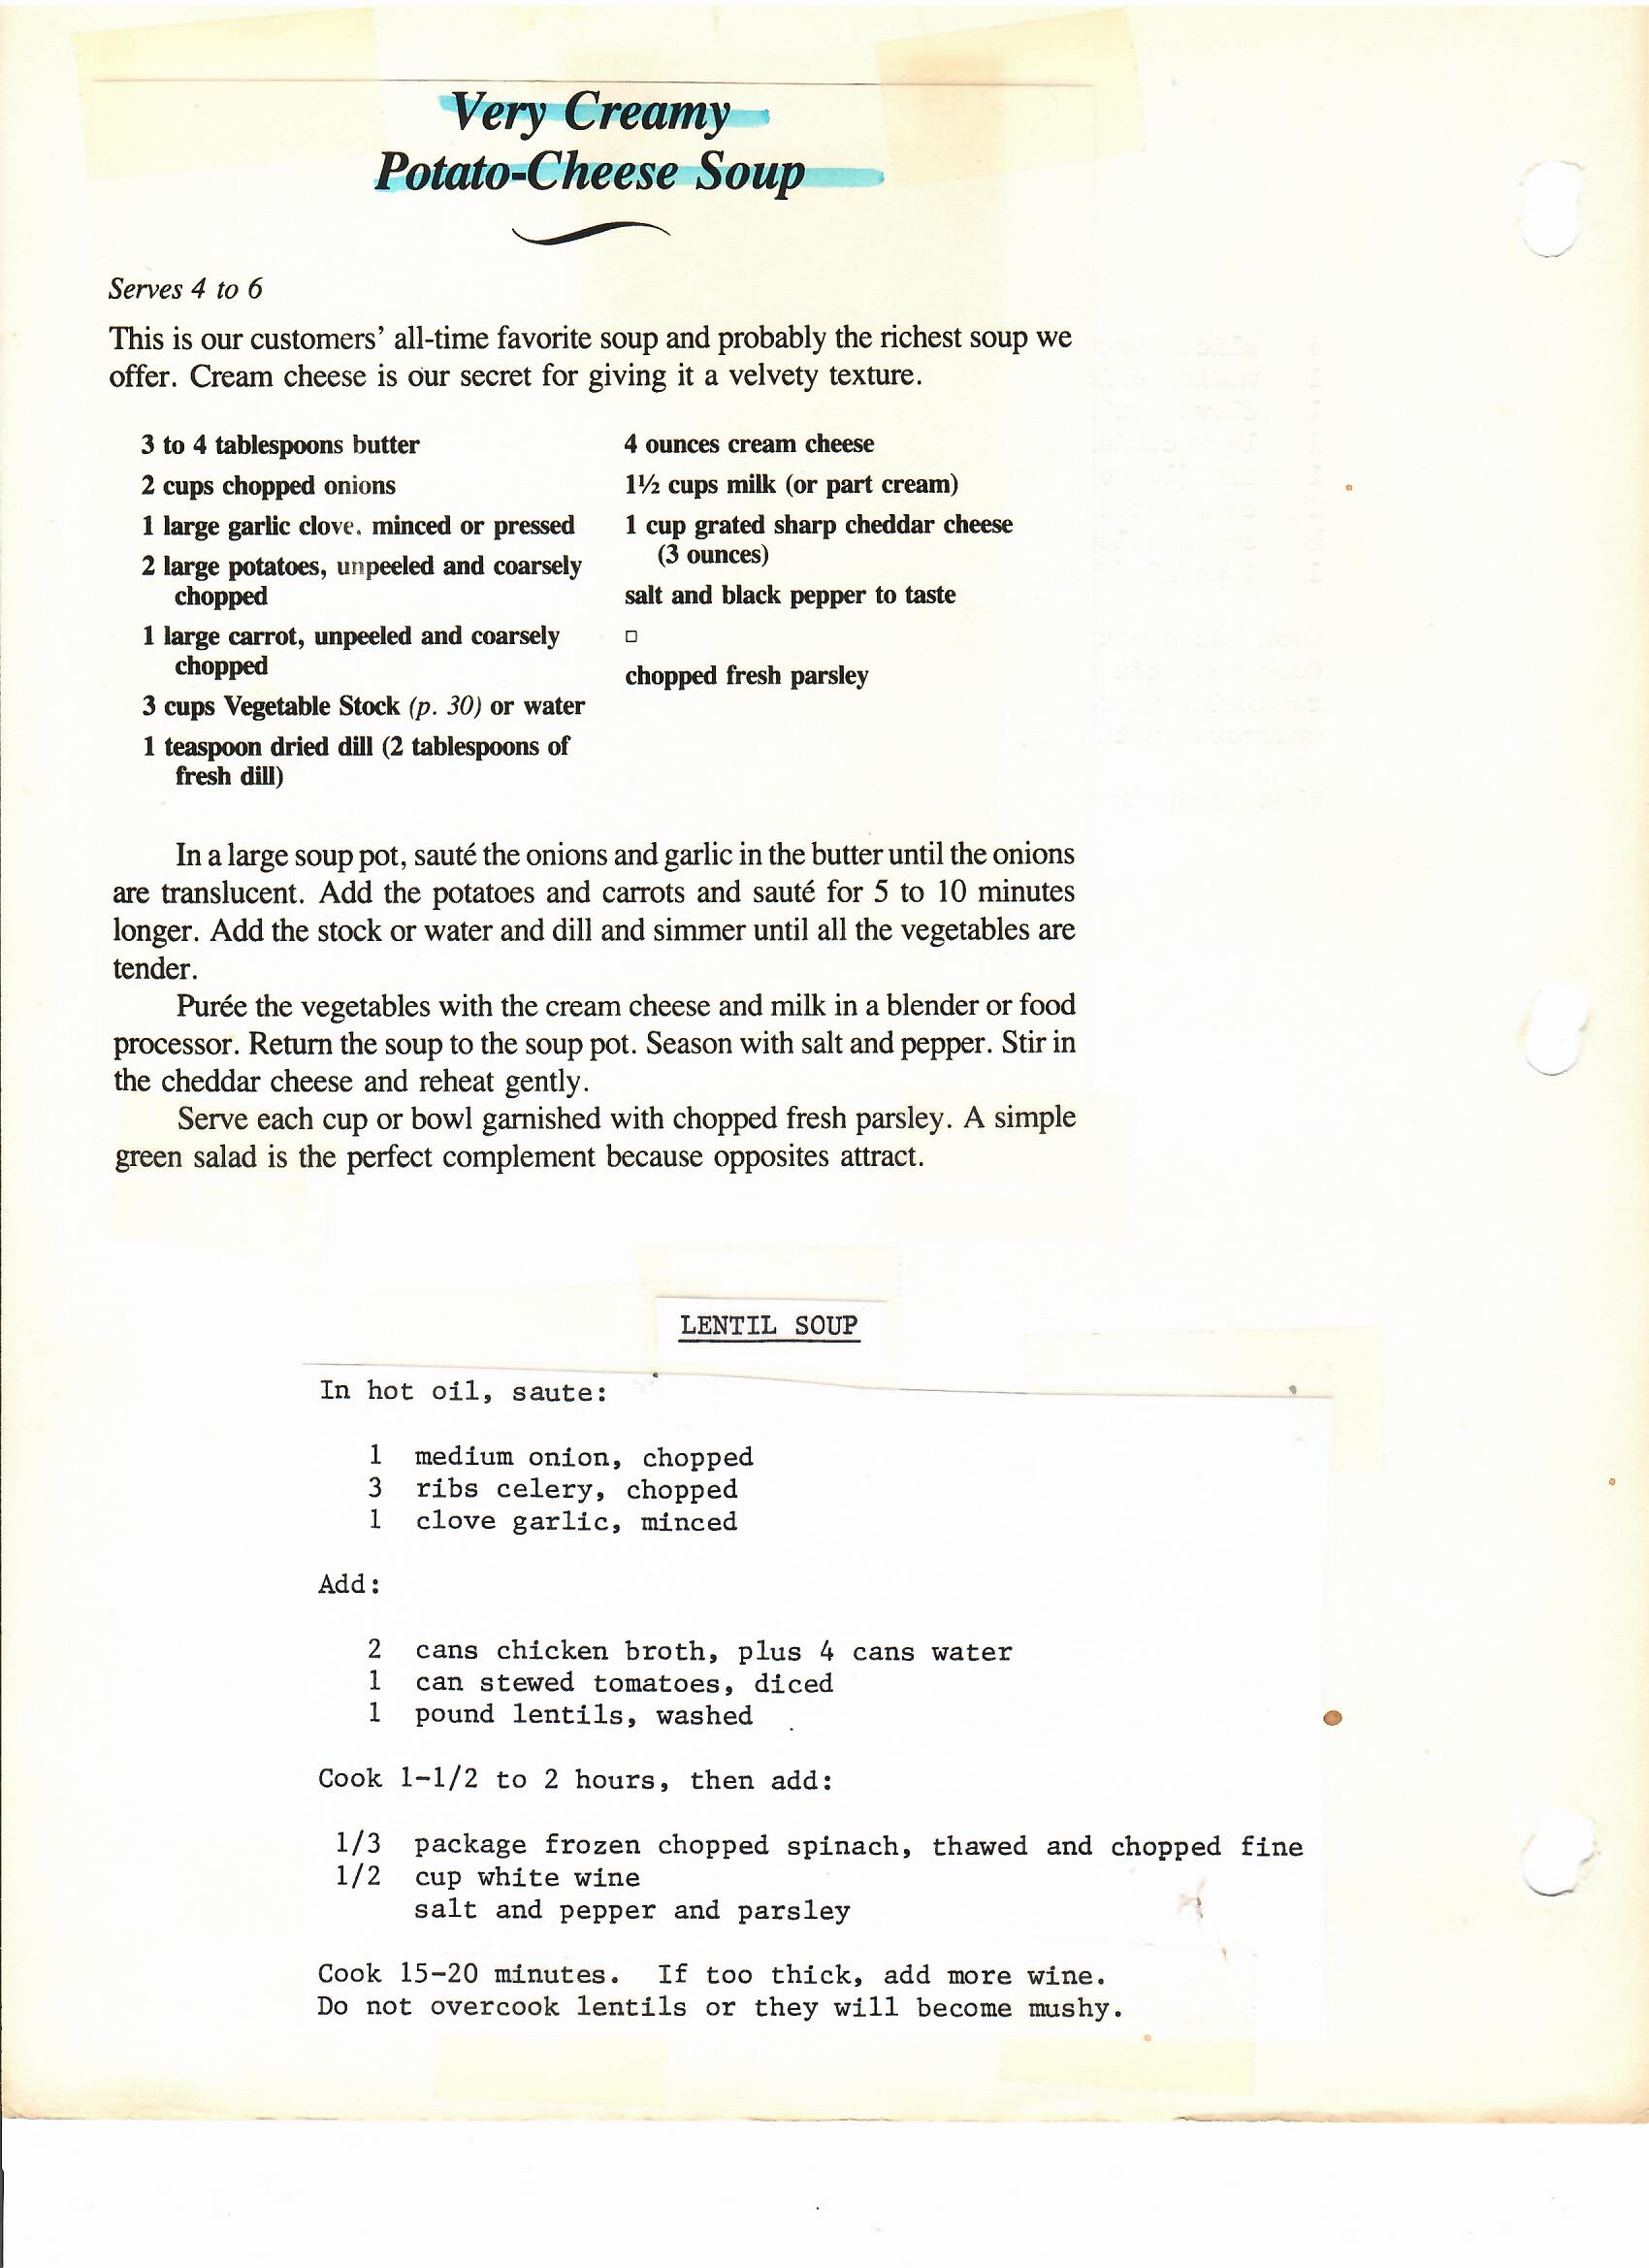 Very Creamy
Potato-Cheese Soup
Serves 4 to 6
This is our customers' all-time favorite soup and probably the richest soup we
offer. Cream cheese is our secret for giving it a velvety texture.
3 to 4 tablespoons butter
2 cups chopped onions
1 large garlic clove. minced or pressed
2 large potatoes, unpeeled and coarsely
chopped
1 large carrot, unpeeled and coarsely
chopped
3 cups Vegetable Stock (p. 30) or water
1 teaspoon dried dill (2 tablespoons of
fresh dill)
4 ounces cream cheese
1½ cups milk (or part cream)
1 cup grated sharp cheddar cheese
(3 ounces)
salt and black pepper to taste
□
chopped fresh parsley
In a large soup pot, sauté the onions and garlic in the butter until the onions
are translucent. Add the potatoes and carrots and sauté for 5 to 10 minutes
longer. Add the stock or water and dill and simmer until all the vegetables are
tender.
Purée the vegetables with the cream cheese and milk in a blender or food
processor. Return the soup to the soup pot. Season with salt and pepper. Stir in
the cheddar cheese and reheat gently.
Serve each cup or bowl garnished with chopped fresh parsley. A simple
green salad is the perfect complement because opposites attract.
LENTIL SOUP
In hot oil, saute:
1 medium onion, chopped
3 ribs celery, chopped
1 clove garlic, minced
Add:
2 cans chicken broth, plus 4 cans water
1 can stewed tomatoes, diced
1 pound lentils, washed
Cook 1-1/2 to 2 hours, then add:
1/3 package frozen chopped spinach, thawed and chopped fine
1/2 cup white wine
salt and pepper and parsley
Cook 15-20 minutes. If too thick, add more wine.
Do not overcook lentils or they will become mushy.